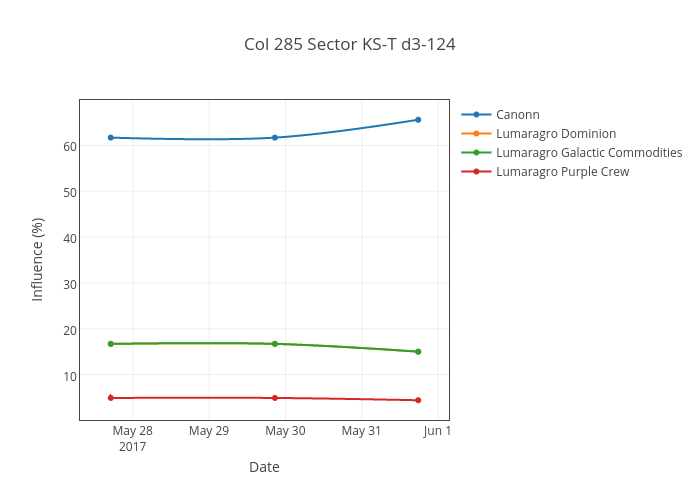 Col 285 Sector KS-T d3-124
Canonn
Lumaragro Dominion
Lumaragro Galactic Commodities
Lumaragro Purple Crew
Influence (%)
60
50
40
30
20
10
May 28
2017
May 29
May 30
May 31
Jun 1
Date